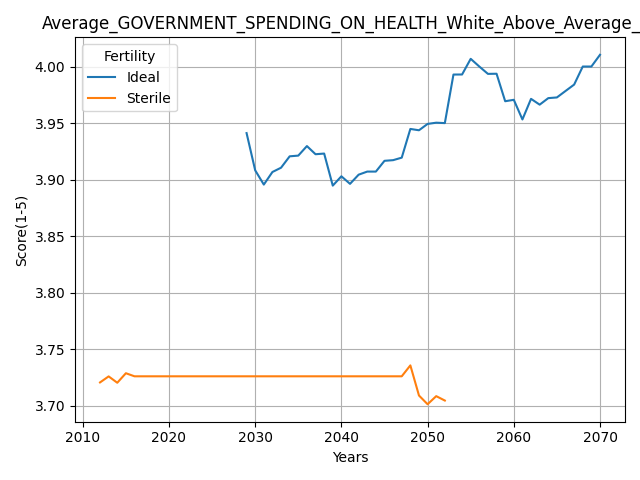 Average_GOVERNMENT_SPENDING_ON_HEALTH_White_Above_Average_
Fertility
Ideal
Sterile
4.00
3.95
3.90
3.85
3.80
3.75
3.70
Score(1-5)
2010 2020 2030 2040 2050 2060 2070
Years